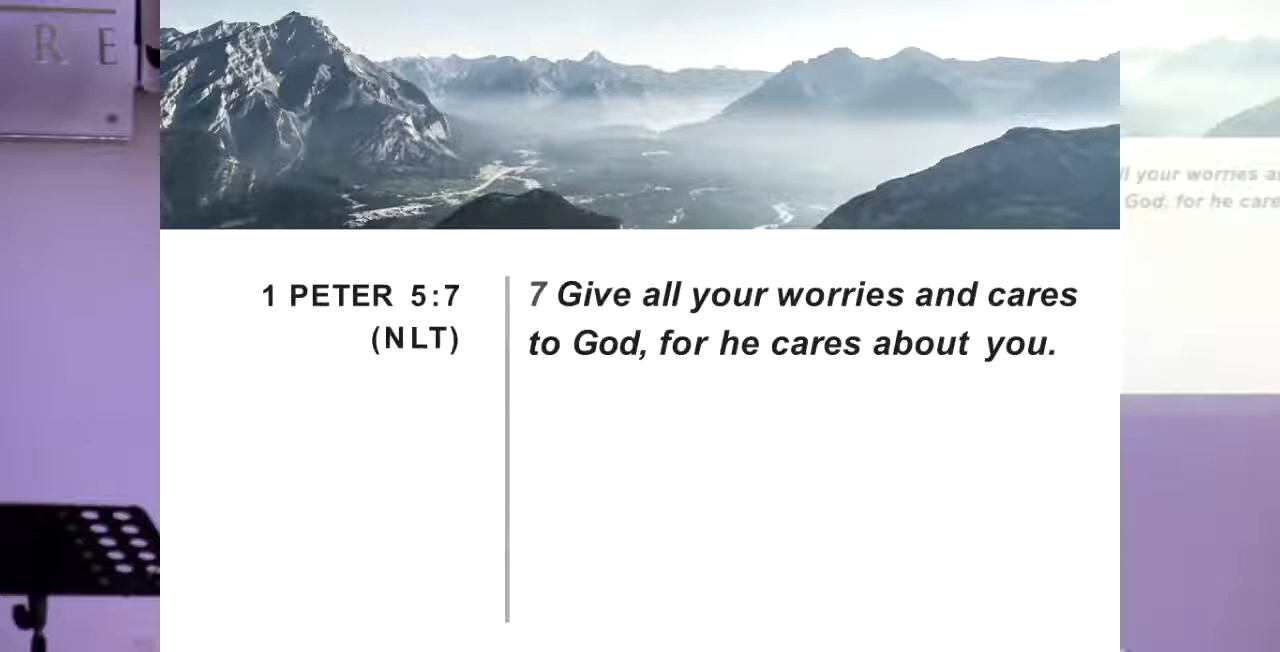 R E
1 PETER 5:7
(NLT)
7 Give all your worries and cares
to God, for he cares about you.
your worries
God, for he care